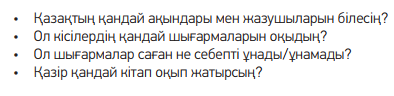 • Қазақтың қандай ақындары мен жазушыларын білесің?
• Ол кісілердің қандай шығармаларын оқыдың?
• Ол шығармалар саған не себепті ұнады/ұнамады?
• Қазір қандай кітап оқып жатырсың?